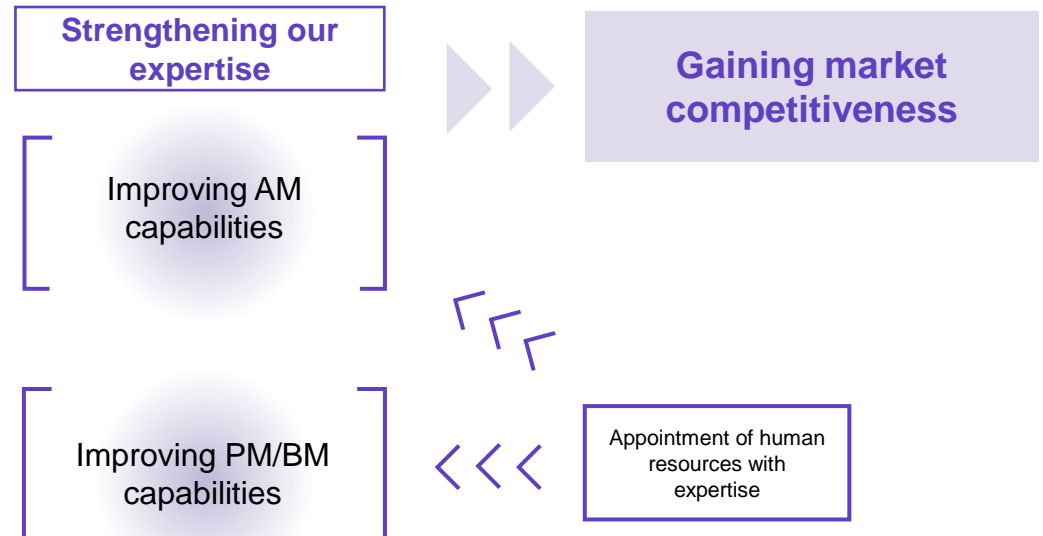 Strengthening our
expertise
Gaining market
competitiveness
Improving AM
capabilities
Improving PM/BM
capabilities
Appointment of human
resources with
expertise